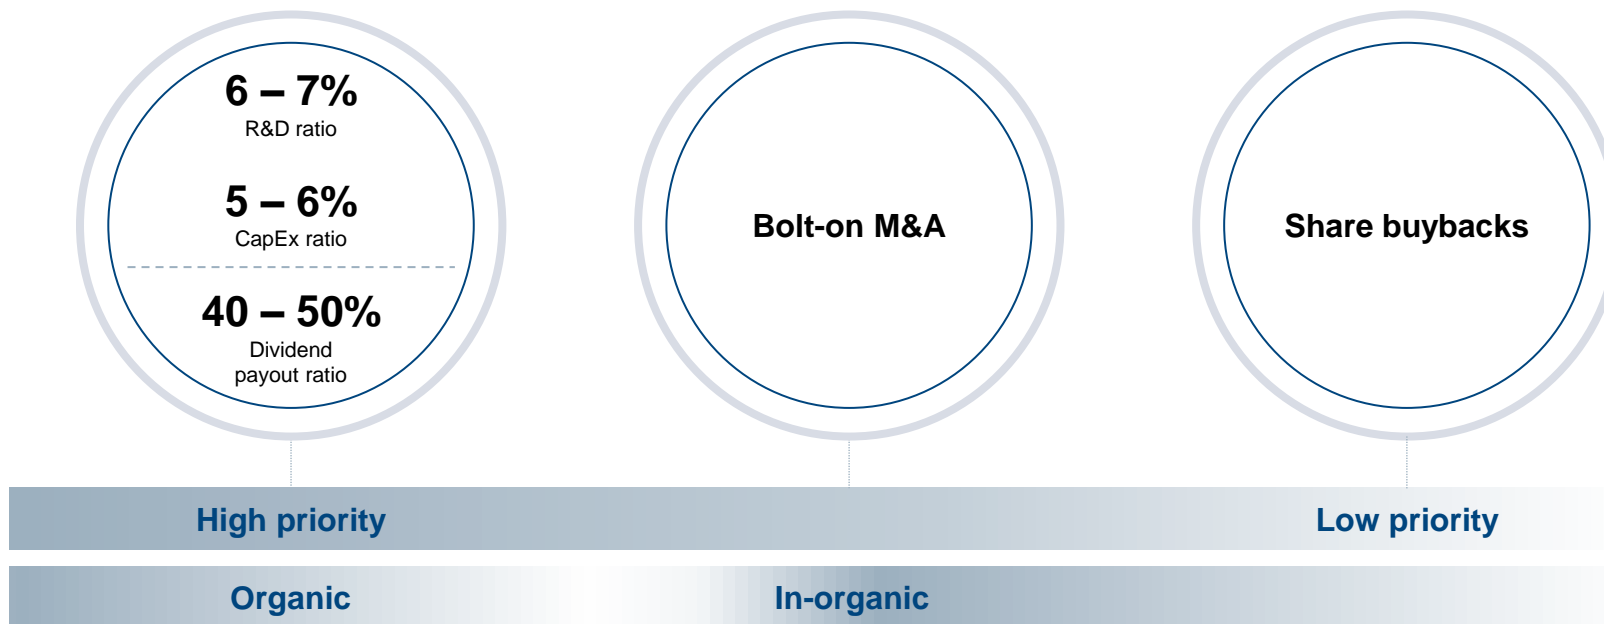 6 – 7%
R&D ratio
5 – 6%
CapEx ratio
40 – 50%
Dividend
payout ratio
Bolt-on M&A
Share buybacks
High priority
Low priority
Organic
In-organic